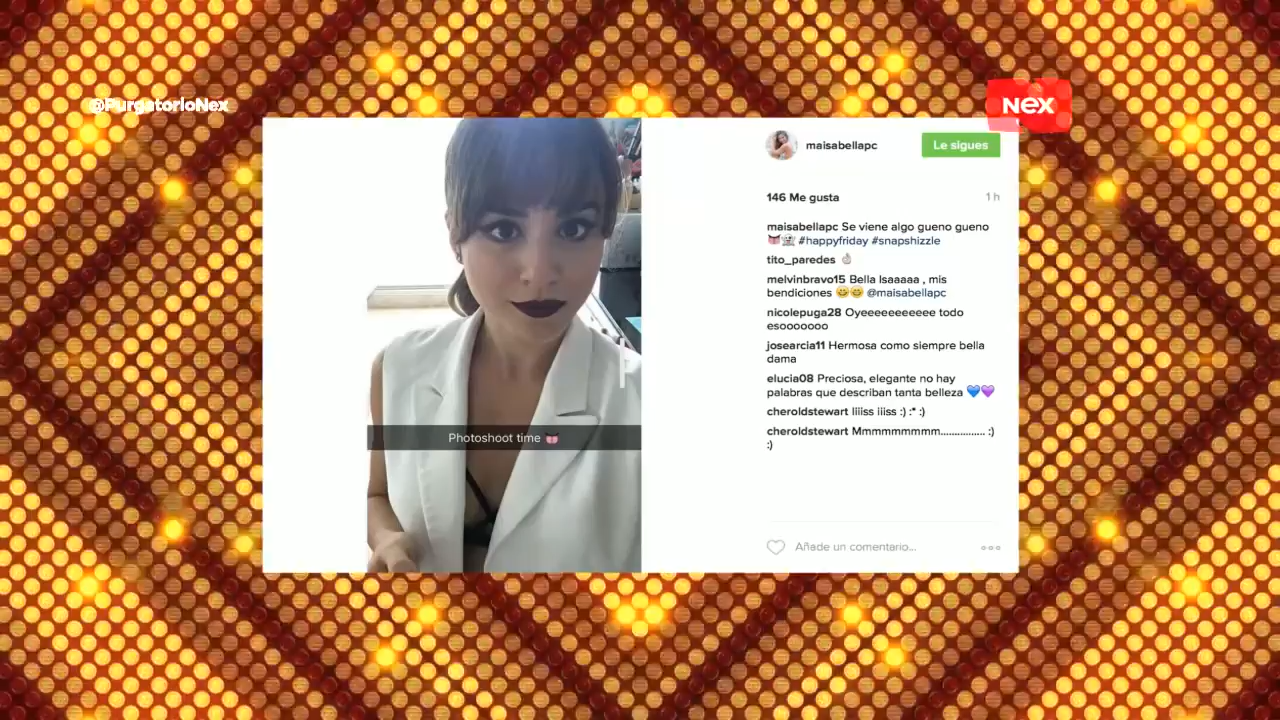 @PurgatorioNex
nex
maisabellapc
Le sigues
146 Me gusta
1 h
maisabellapc Se viene algo gueno gueno
#happyfriday #snapshizzle
tito_paredes
melvinbravo15 Bella Isaaaaa , mis
bendiciones 😊😊 @maisabellapc
nicolepuga28 Oyeeeeeeeeeee todo
esooooooo
josearcia11 Hermosa como siempre bella
dama
elucia08 Preciosa, elegante no hay
palabras que describan tanta belleza 💙💜
cheroldstewart Iiiiss iiiss :) :* :)
cheroldstewart Mmmmmmmmm................ :)
:)
Añade un comentario...
Photoshoot time 👅